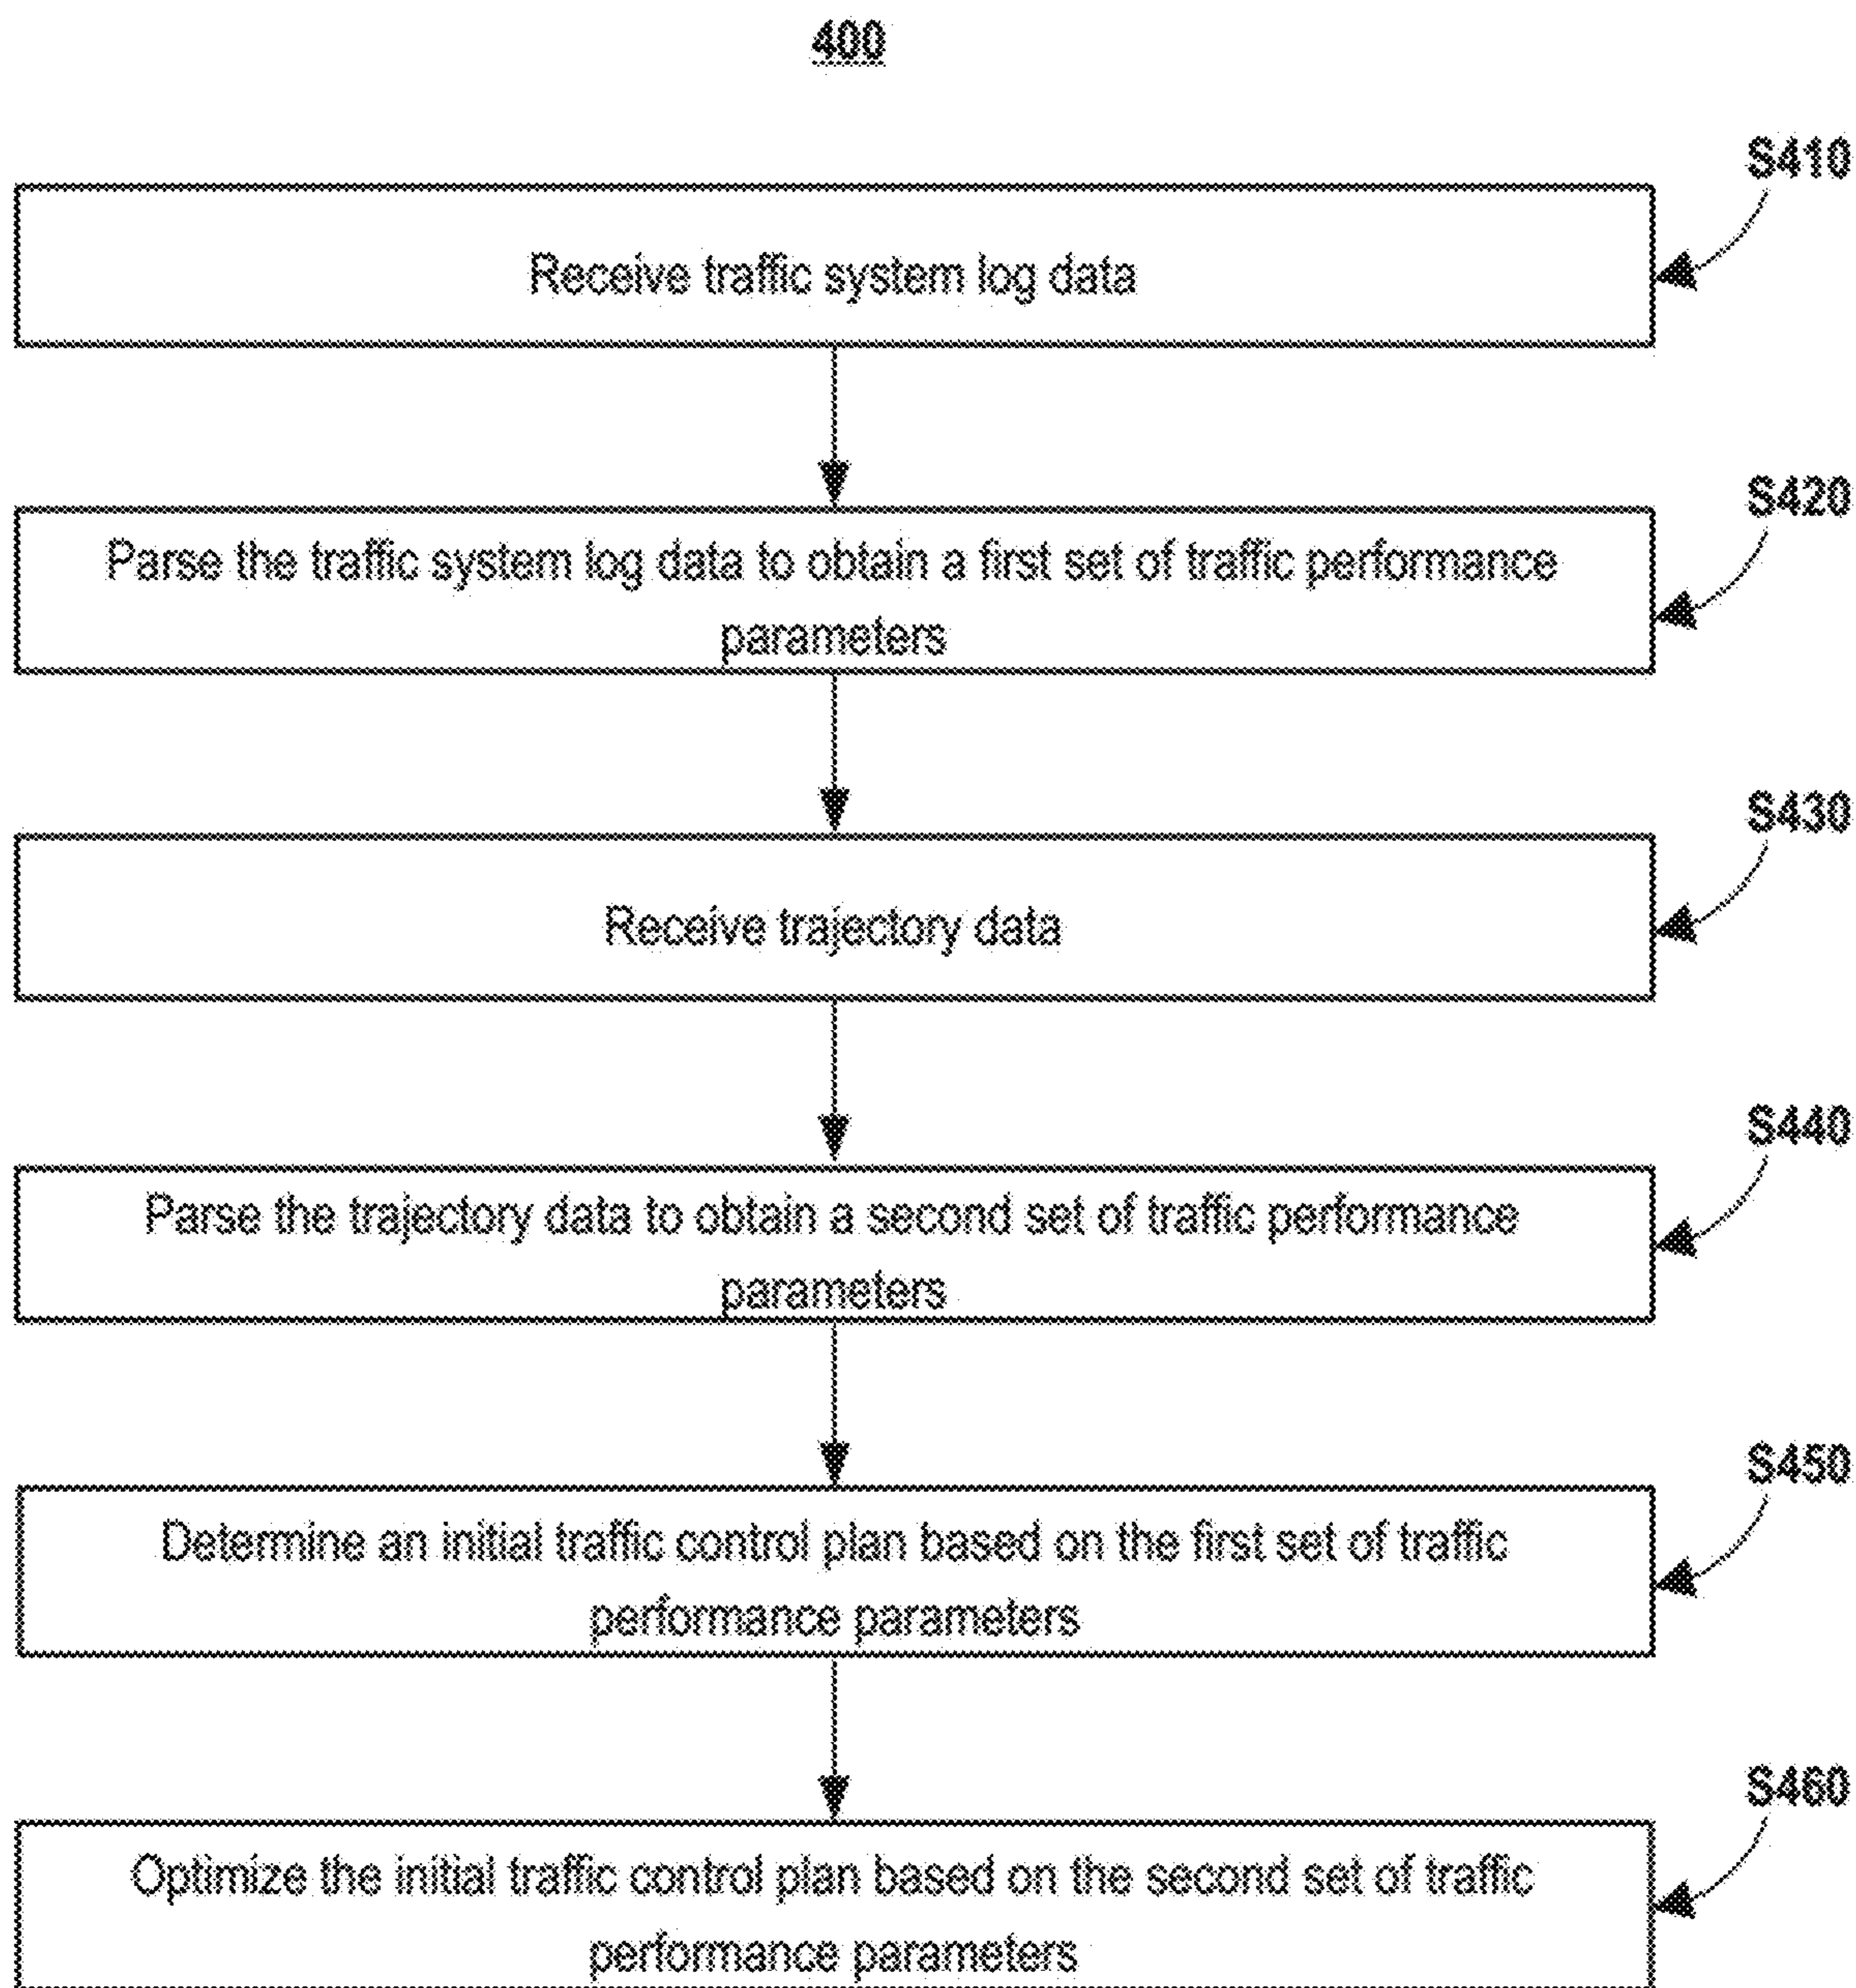 400
S410
Receive traffic system log data
S420
Parse the traffic system log data to obtain a first set of traffic performance
parameters
S430
Receive trajectory data
S440
Parse the trajectory data to obtain a second set of traffic performance
parameters
S450
Determine an initial traffic control plan based on the first set of traffic
performance parameters
S460
Optimize the initial traffic control plan based on the second set of traffic
performance parameters